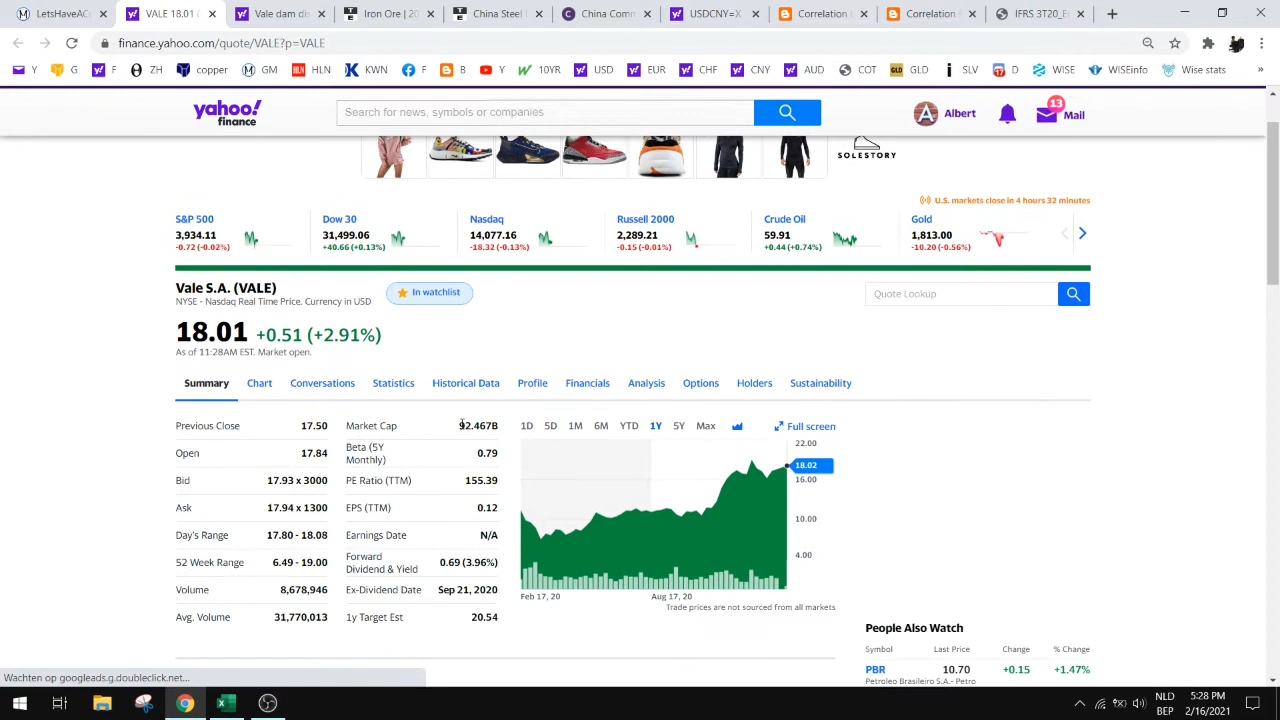 LetsHaveAC
VALE 18.01 (
Vale dm dis
Iron Ore | 20
China Steel I
China Com
USDCNY=X
Correlation
Correlation
IFRS 3T20_E
finance.yahoo.com/quote/VALE?p=VALE
Y G F ZH copper GM HLN KWN F B Y 10YR USD EUR CHF CNY AUD COT GLD SLV D WISE WISEinfo Wise stats »
yahoo!
finance
Search for news, symbols or companies
Albert
13
Mail
SOLESTORY
U.S. markets close in 4 hours 32 minutes
S&P 500 Dow 30 Nasdaq Russell 2000 Crude Oil Gold
3,934.11 31,499.06 14,077.16 2,289.21 59.91 1,813.00
-0.72 (-0.02%) +40.66 (+0.13%) -18.32 (-0.13%) -0.15 (-0.01%) +0.44 (+0.74%) -10.20 (-0.56%)
Vale S.A. (VALE)
NYSE - Nasdaq Real Time Price. Currency in USD
In watchlist
Quote Lookup
18.01 +0.51 (+2.91%)
As of 11:28AM EST. Market open.
Summary Chart Conversations Statistics Historical Data Profile Financials Analysis Options Holders Sustainability
Previous Close 17.50
Open 17.84
Bid 17.93 x 3000
Ask 17.94 x 1300
Day's Range 17.80 - 18.08
52 Week Range 6.49 - 19.00
Volume 8,678,946
Avg. Volume 31,770,013
Market Cap 92.467B
Beta (5Y
Monthly) 0.79
PE Ratio (TTM) 155.39
EPS (TTM) 0.12
Earnings Date N/A
Forward
Dividend & Yield 0.69 (3.96%)
Ex-Dividend Date Sep 21, 2020
1y Target Est 20.54
1D 5D 1M 6M YTD 1Y 5Y Max Full screen
22.00
18.02
16.00
10.00
4.00
Feb 17, 20 Aug 17, 20
Trade prices are not sourced from all markets
People Also Watch
Symbol Last Price Change % Change
PBR 10.70 +0.15 +1.47%
Petroleo Brasileiro S.A.- Petro
Wachten op googleads.g.doubleclick.net...
NLD 5:28 PM
BEP 2/16/2021